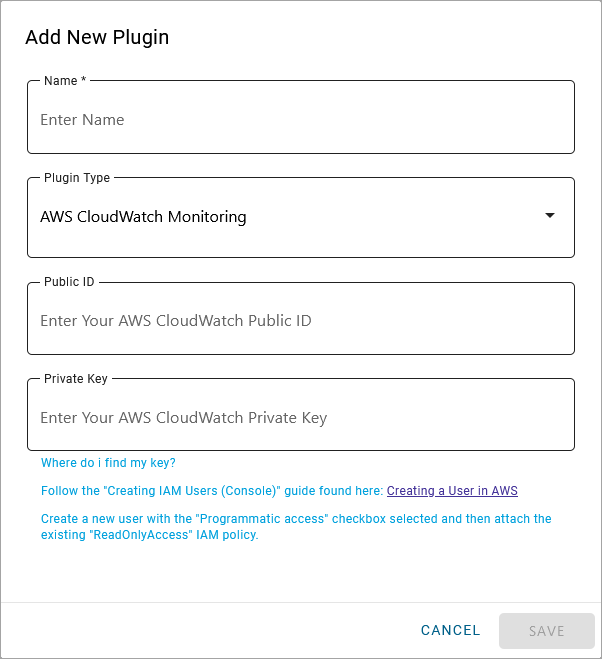 Add New Plugin
Name *
Enter Name
Plugin Type
AWS CloudWatch Monitoring
Public ID
Enter Your AWS CloudWatch Public ID
Private Key
Enter Your AWS CloudWatch Private Key
Where do i find my key?
Follow the "Creating IAM Users (Console)" guide found here: Creating a User in AWS
Create a new user with the "Programmatic access" checkbox selected and then attach the
existing "ReadOnlyAccess" IAM policy.
CANCEL
SAVE